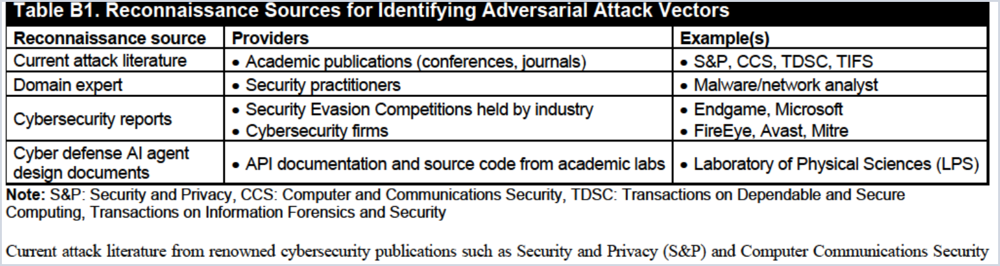 Table B1. Reconnaissance Sources for Identifying Adversarial Attack Vectors
Reconnaissance source Providers Example(s)
Current attack literature • Academic publications (conferences, journals) • S&P, CCS, TDSC, TIFS
Domain expert • Security practitioners • Malware/network analyst
Cybersecurity reports
• Security Evasion Competitions held by industry
• Cybersecurity firms
• Endgame, Microsoft
• FireEye, Avast, Mitre
Cyber defense AI agent
design documents
• API documentation and source code from academic labs
• Laboratory of Physical Sciences (LPS)
Note: S&P: Security and Privacy, CCS: Computer and Communications Security, TDSC: Transactions on Dependable and Secure
Computing, Transactions on Information Forensics and Security
Current attack literature from renowned cybersecurity publications such as Security and Privacy (S&P) and Computer Communications Security